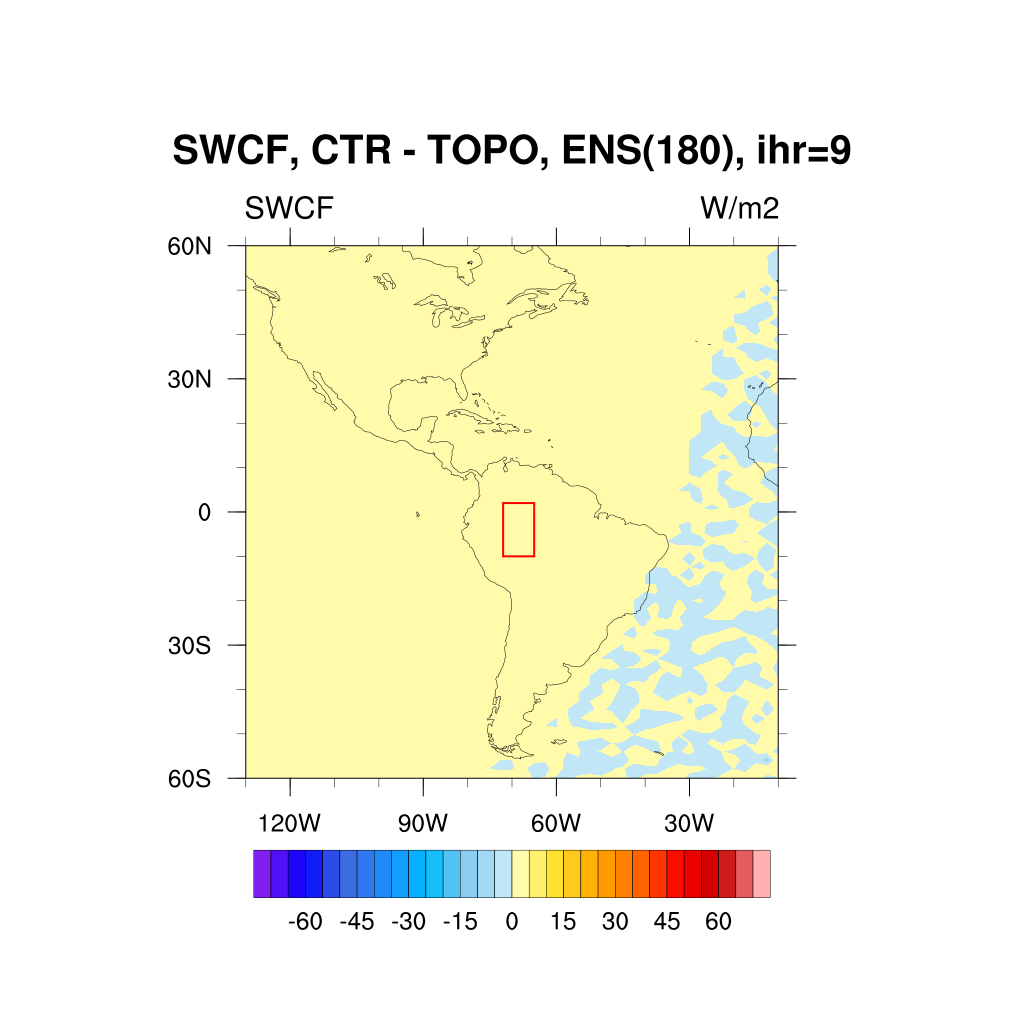 SWCF, CTR - TOPO, ENS(180), ihr=9
SWCF W/m2
60N
30N
0
30S
60S
120W 90W 60W 30W
-60 -45 -30 -15 0 15 30 45 60